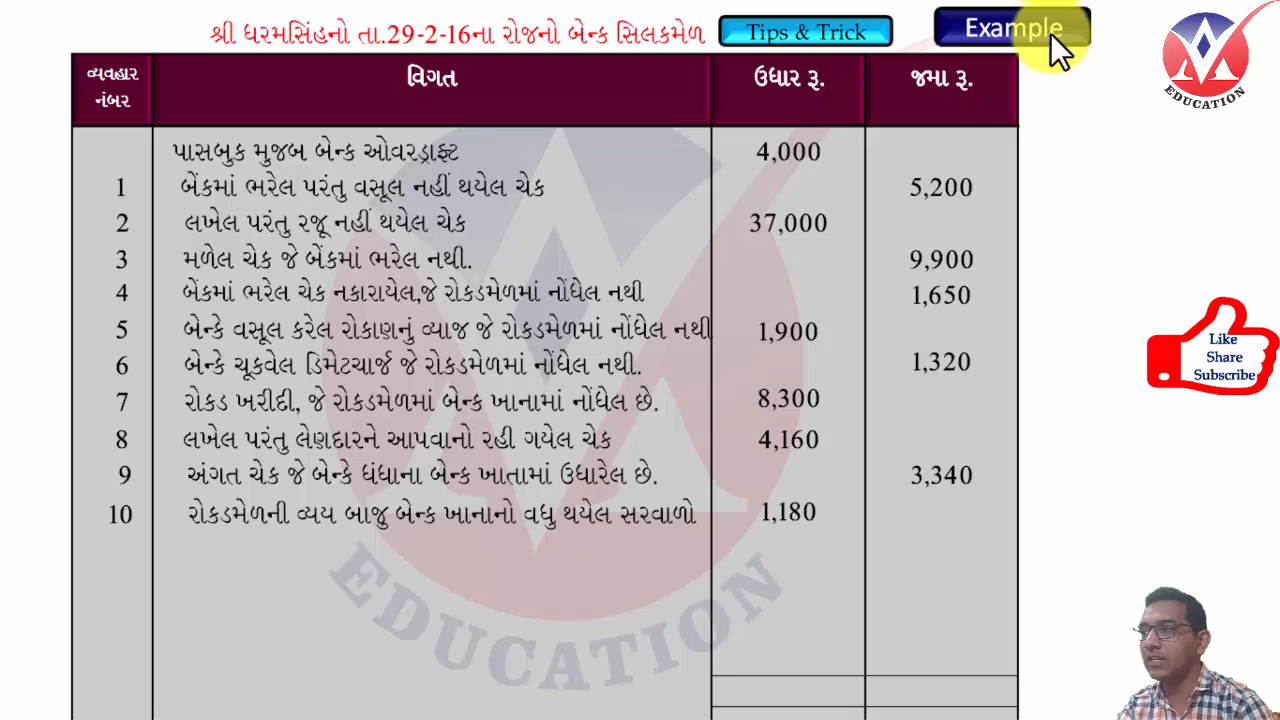 શ્રી ધરમસિંહનો તા.29-2-16ના રોજનો બેન્ક સિલકમેળ
Tips & Trick
Example
EDUCATION
વ્યવહાર નંબર વિગત ઉધાર રૂ. જમા રૂ.
પાસબુક મુજબ બેન્ક ઓવરડ્રાફ્ટ 4,000
1 બેંકમાં ભરેલ પરંતુ વસૂલ નહીં થયેલ ચેક 5,200
2 લખેલ પરંતુ રજૂ નહીં થયેલ ચેક 37,000
3 મળેલ ચેક જે બેંકમાં ભરેલ નથી. 9,900
4 બેંકમાં ભરેલ ચેક નકારાયેલ,જે રોકડમેળમાં નોંધેલ નથી 1,650
5 બેન્કે વસૂલ કરેલ રોકાણનું વ્યાજ જે રોકડમેળમાં નોંધેલ નથી 1,900
6 બેન્કે ચૂકવેલ ડિમેટચાર્જ જે રોકડમેળમાં નોંધેલ નથી. 1,320
7 રોકડ ખરીદી, જે રોકડમેળમાં બેન્ક ખાનામાં નોંધેલ છે. 8,300
8 લખેલ પરંતુ લેણદારને આપવાનો રહી ગયેલ ચેક 4,160
9 અંગત ચેક જે બેન્કે ધંધાના બેન્ક ખાતામાં ઉધારેલ છે. 3,340
10 રોકડમેળની વ્યય બાજુ બેન્ક ખાનાનો વધુ થયેલ સરવાળો 1,180
Like
Share
Subscribe
EDUCATION